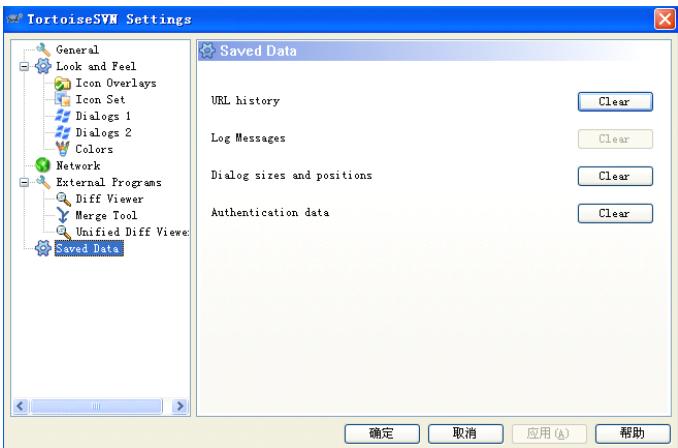 TortoiseSVN Settings
General
Look and Feel
Icon Overlays
Icon Set
Dialogs 1
Dialogs 2
Colors
Network
External Programs
Diff Viewer
Merge Tool
Unified Diff Viewe
Saved Data
Saved Data
URL history
Clear
Log Messages
Clear
Dialog sizes and positions
Clear
Authentication data
Clear
确定
取消
应用(A)
帮助